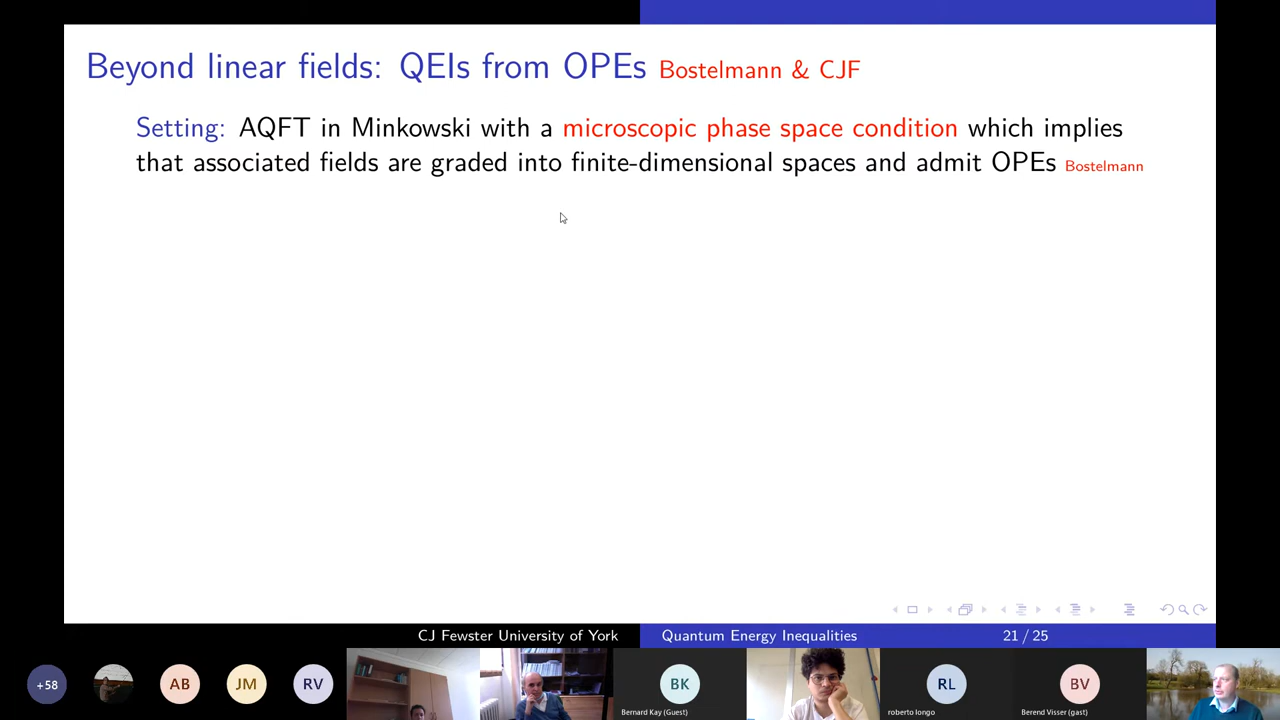 Beyond linear fields: QEIs from OPEs Bostelmann & CJF
Setting: AQFT in Minkowski with a microscopic phase space condition which implies
that associated fields are graded into finite-dimensional spaces and admit OPEs Bostelmann
CJ Fewster University of York
Quantum Energy Inequalities
21 / 25
+58
AB
JM
RV
BK
Bernard Kay (Guest)
RL
roberto longo
BV
Berend Visser (gast)